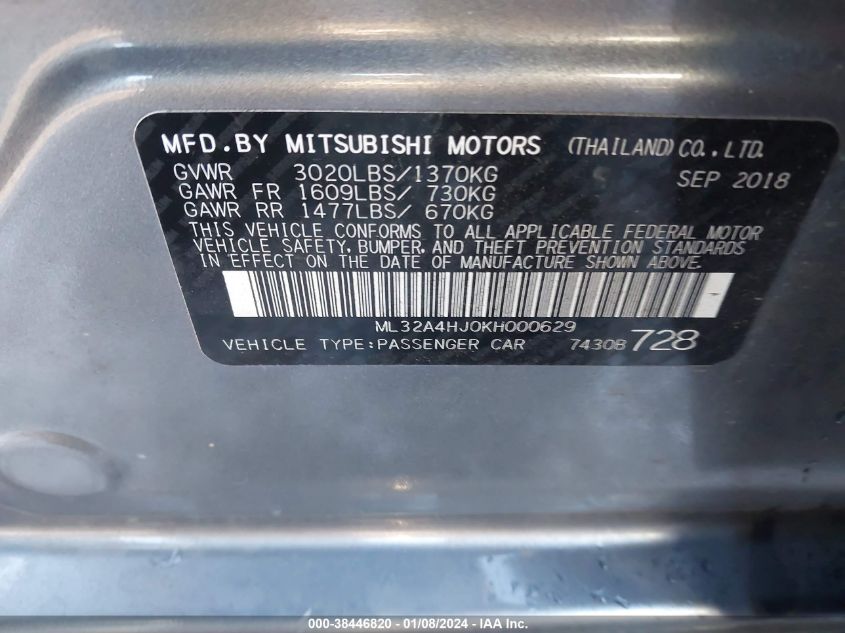 MFD.BY MITSUBISHI MOTORS (THAILAND) CO., LTD.
GVWR 3020LBS/1370KG SEP 2018
GAWR FR 1609LBS/ 730KG
GAWR RR 1477LBS/ 670KG
THIS VEHICLE CONFORMS TO ALL APPLICABLE FEDERAL MOTOR
VEHICLE SAFETY, BUMPER, AND THEFT PREVENTION STANDARDS
IN EFFECT ON THE DATE OF MANUFACTURE SHOWN ABOVE.
ML32A4HJ0KH000629
VEHICLE TYPE:PASSENGER CAR 7430B 728
000-38446820 - 01/08/2024 - IAA Inc.